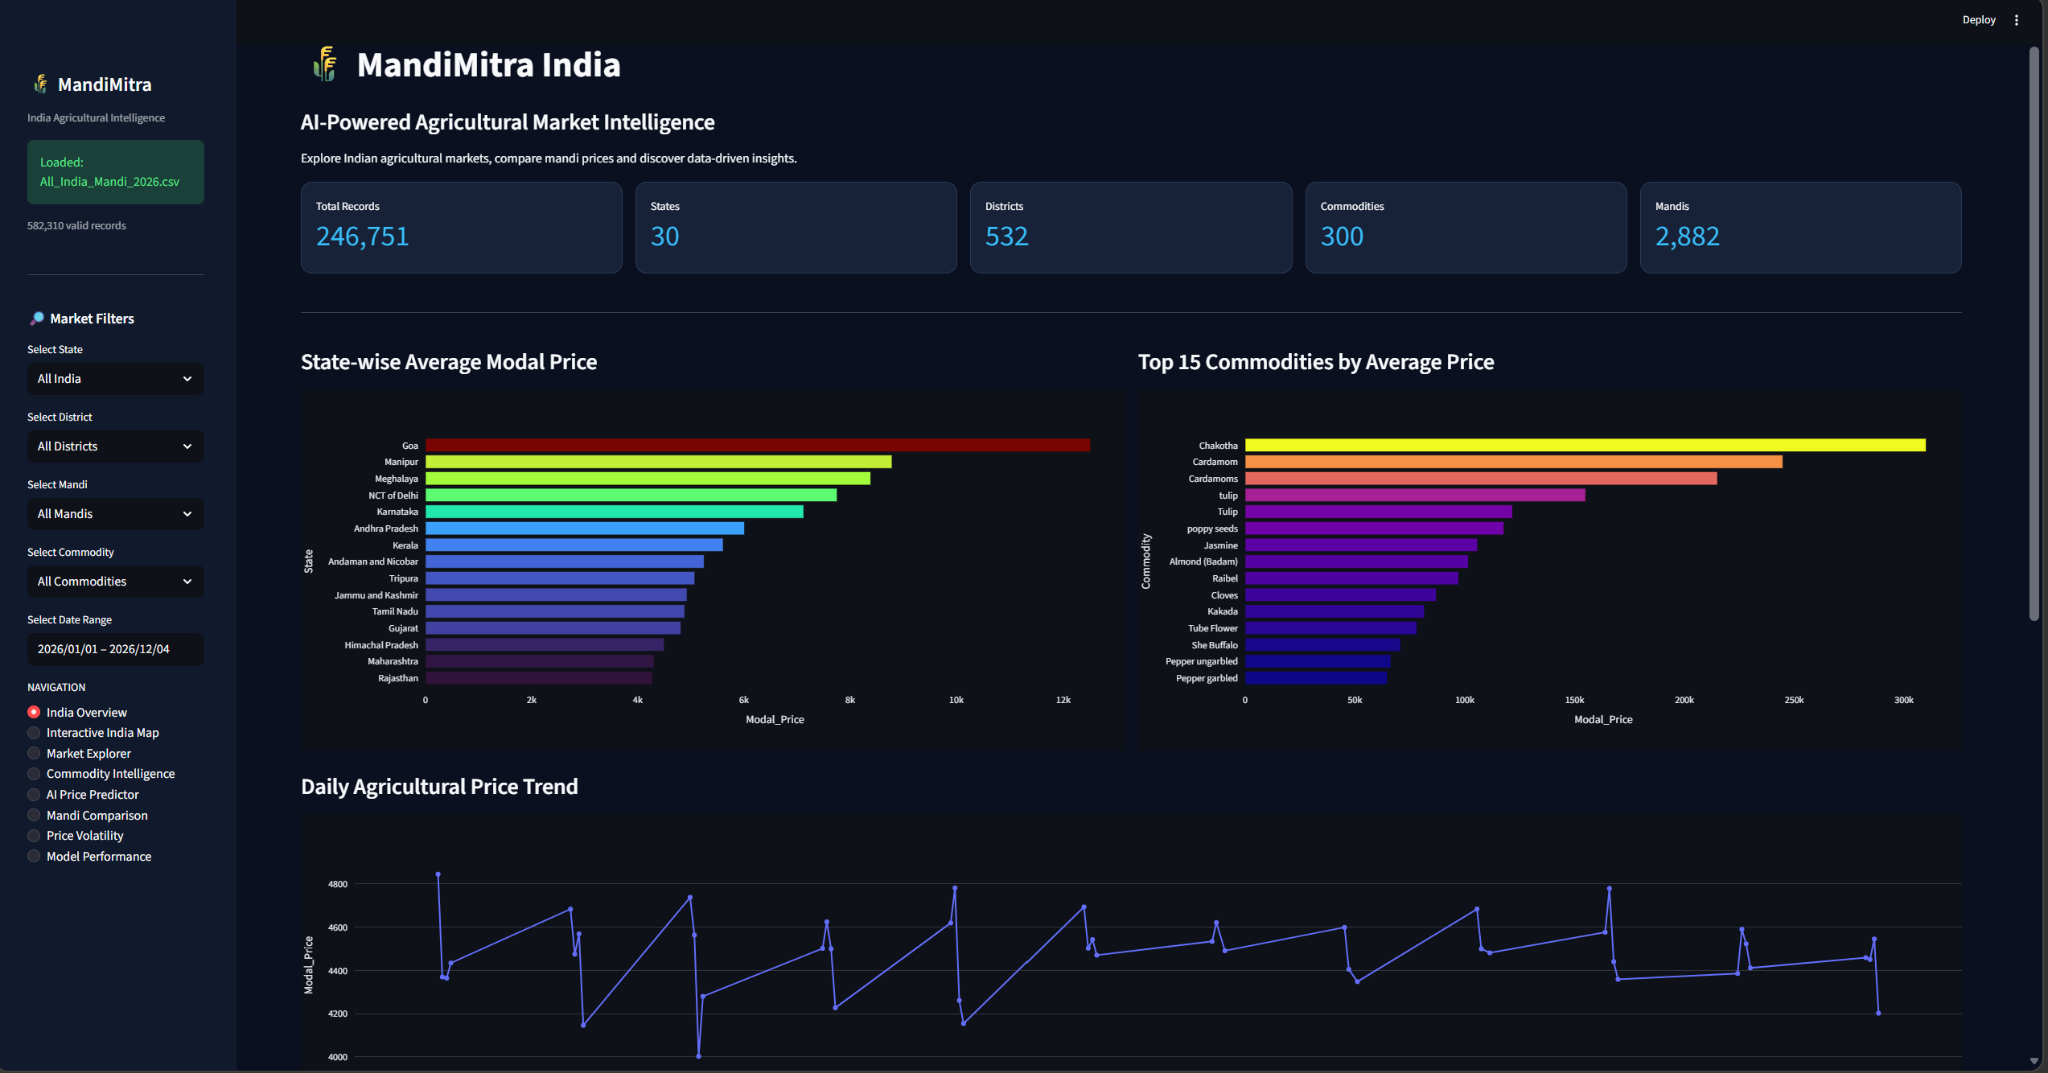 Deploy
MandiMitra
India Agricultural Intelligence
Loaded:
All_India_Mandi_2026.csv
582,310 valid records
Market Filters
Select State
All India
Select District
All Districts
Select Mandi
All Mandis
Select Commodity
All Commodities
Select Date Range
2026/01/01 – 2026/12/04
NAVIGATION
India Overview
Interactive India Map
Market Explorer
Commodity Intelligence
AI Price Predictor
Mandi Comparison
Price Volatility
Model Performance
MandiMitra India
AI-Powered Agricultural Market Intelligence
Explore Indian agricultural markets, compare mandi prices and discover data-driven insights.
Total Records
246,751
States
30
Districts
532
Commodities
300
Mandis
2,882
State-wise Average Modal Price
State
Goa
Manipur
Meghalaya
NCT of Delhi
Karnataka
Andhra Pradesh
Kerala
Andaman and Nicobar
Tripura
Jammu and Kashmir
Tamil Nadu
Gujarat
Himachal Pradesh
Maharashtra
Rajasthan
0 2k 4k 6k 8k 10k 12k
Modal_Price
Top 15 Commodities by Average Price
Commodity
Chakotha
Cardamom
Cardamoms
tulip
Tulip
poppy seeds
Jasmine
Almond (Badam)
Raibel
Cloves
Kakada
Tube Flower
She Buffalo
Pepper ungarbled
Pepper garbled
0 50k 100k 150k 200k 250k 300k
Modal_Price
Daily Agricultural Price Trend
Modal_Price
4800
4600
4400
4200
4000